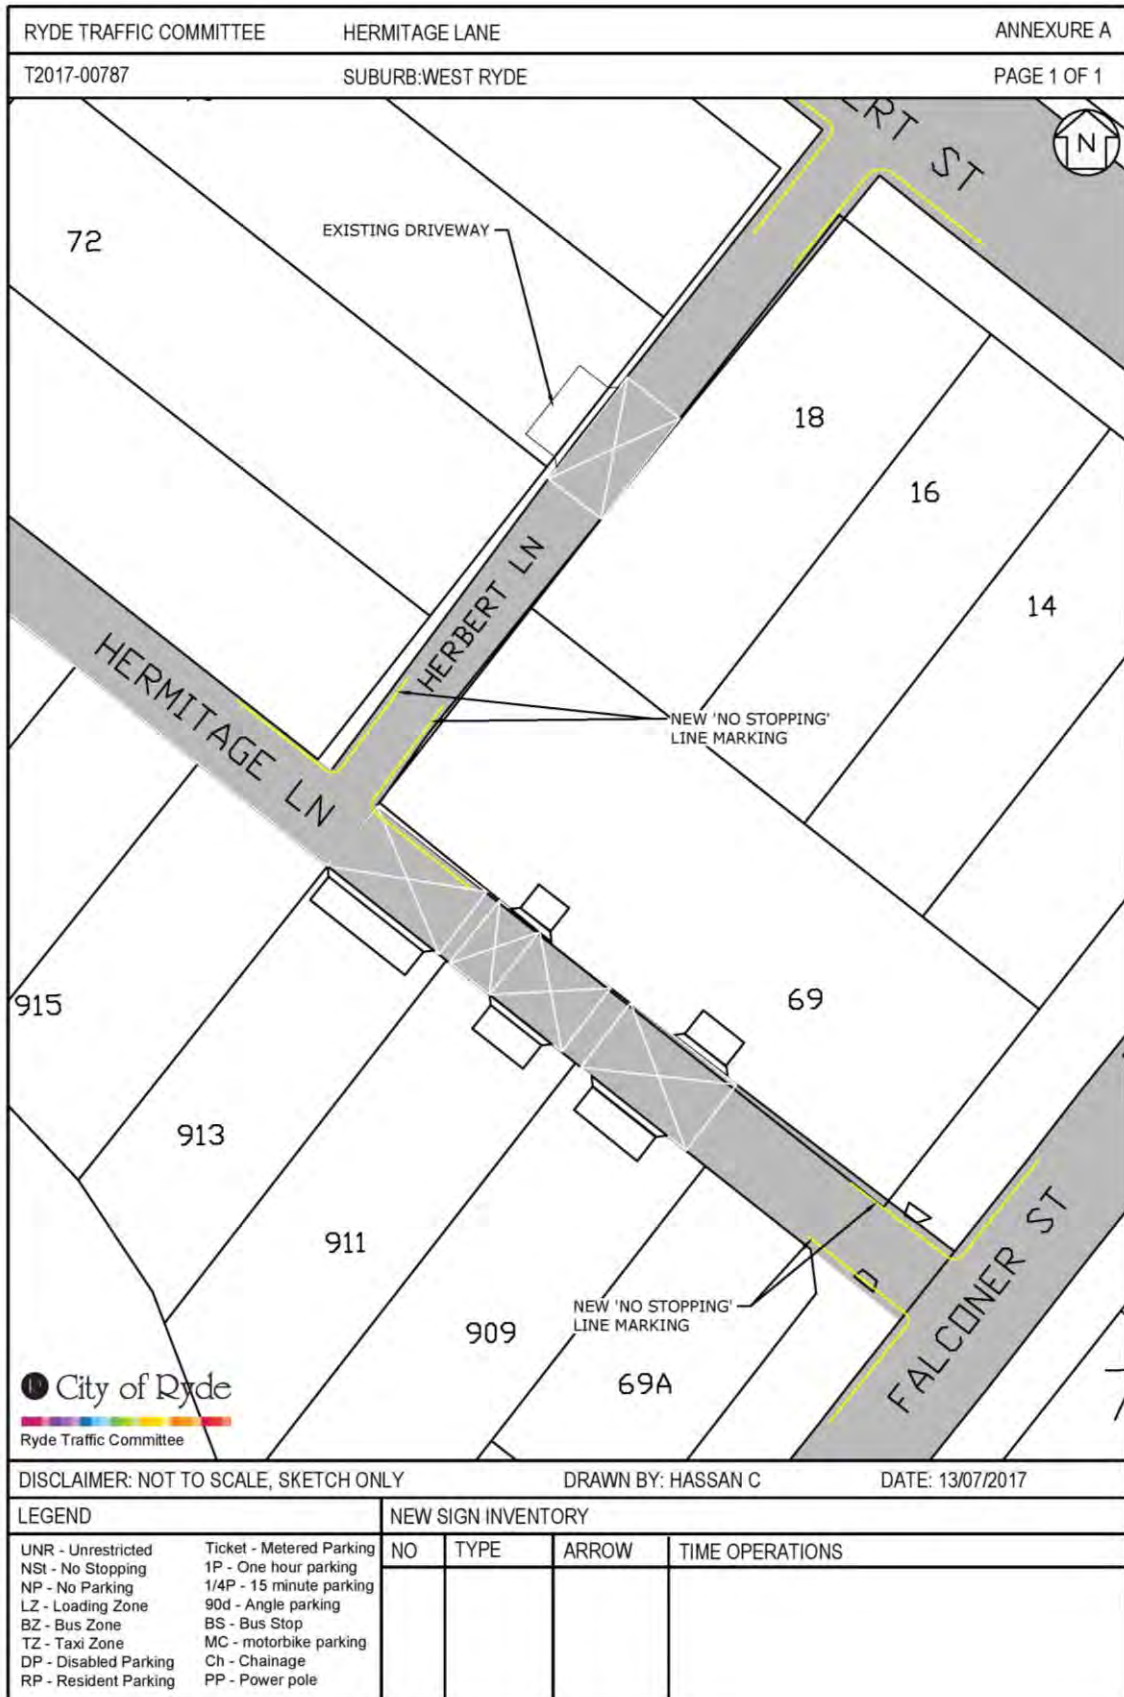 RYDE TRAFFIC COMMITTEE HERMITAGE LANE ANNEXURE A
T2017-00787 SUBURB:WEST RYDE PAGE 1 OF 1
ERT ST
N
72
EXISTING DRIVEWAY
18
16
14
HERBERT LN
HERMITAGE LN
NEW 'NO STOPPING'
LINE MARKING
915
69
913
911
FALCONER ST
NEW 'NO STOPPING'
LINE MARKING
909
69A
City of Ryde
Ryde Traffic Committee
DISCLAIMER: NOT TO SCALE, SKETCH ONLY DRAWN BY: HASSAN C DATE: 13/07/2017
LEGEND NEW SIGN INVENTORY
NO TYPE ARROW TIME OPERATIONS
UNR - Unrestricted Ticket - Metered Parking
NSt - No Stopping 1P - One hour parking
NP - No Parking 1/4P - 15 minute parking
LZ - Loading Zone 90d - Angle parking
BZ - Bus Zone BS - Bus Stop
TZ - Taxi Zone MC - motorbike parking
DP - Disabled Parking Ch - Chainage
RP - Resident Parking PP - Power pole